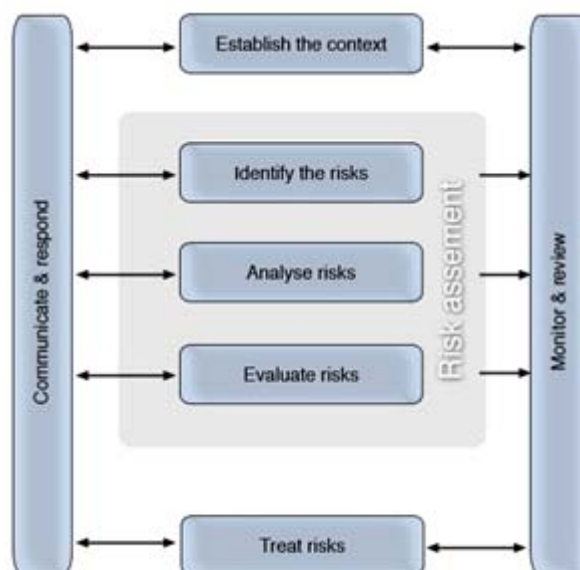 Establish the context
Communicate & respond
Identify the risks
Analyse risks
Evaluate risks
Risk assement
Monitor & review
Treat risks